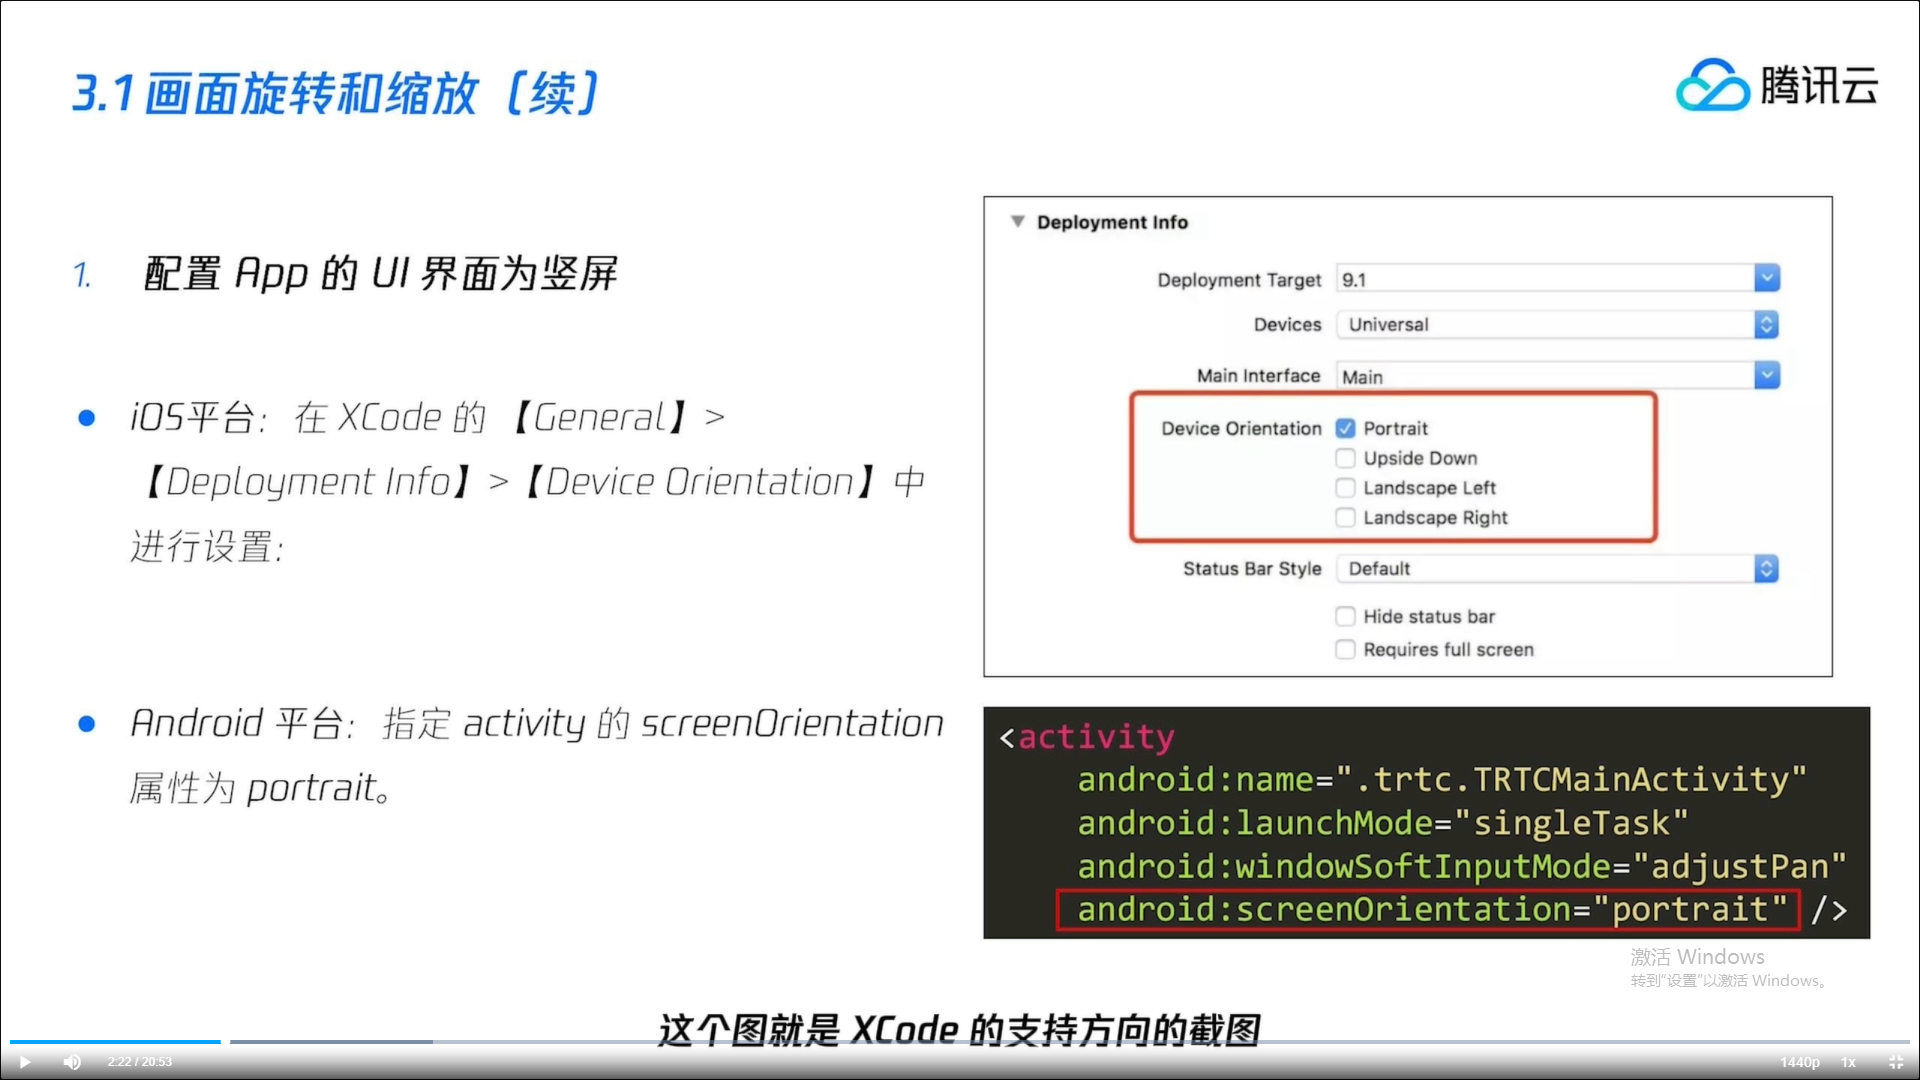 3.1 画面旋转和缩放（续）
腾讯云
1. 配置 App 的 UI 界面为竖屏
iOS平台：在 XCode 的【General】>
【Deployment Info】>【Device Orientation】中
进行设置：
Android 平台：指定 activity 的 screenOrientation
属性为 portrait。
Deployment Info
Deployment Target 9.1
Devices Universal
Main Interface Main
Device Orientation Portrait
Upside Down
Landscape Left
Landscape Right
Status Bar Style Default
Hide status bar
Requires full screen
<activity
android:name=".trtc.TRTCMainActivity"
android:launchMode="singleTask"
android:windowSoftInputMode="adjustPan"
android:screenOrientation="portrait" />
激活 Windows
转到“设置”以激活 Windows。
这个图就是 XCode 的支持方向的截图
2:22 / 20:53
1440p 1x